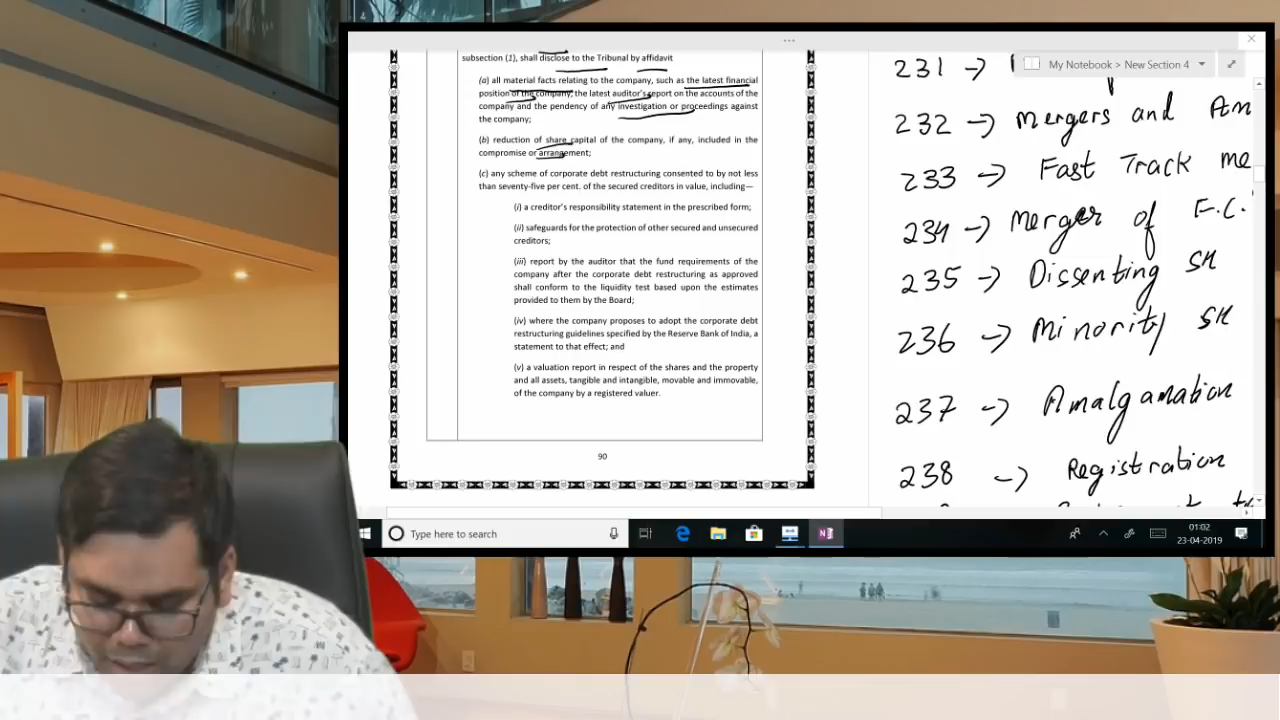 subsection (1), shall disclose to the Tribunal by affidavit
(a) all material facts relating to the company, such as the latest financial
position of the company, the latest auditor's report on the accounts of the
company and the pendency of any investigation or proceedings against
the company;
(b) reduction of share capital of the company, if any, included in the
compromise or arrangement;
(c) any scheme of corporate debt restructuring consented to by not less
than seventy-five per cent. of the secured creditors in value, including—
(i) a creditor's responsibility statement in the prescribed form;
(ii) safeguards for the protection of other secured and unsecured
creditors;
(iii) report by the auditor that the fund requirements of the
company after the corporate debt restructuring as approved
shall conform to the liquidity test based upon the estimates
provided to them by the Board;
(iv) where the company proposes to adopt the corporate debt
restructuring guidelines specified by the Reserve Bank of India, a
statement to that effect; and
(v) a valuation report in respect of the shares and the property
and all assets, tangible and intangible, movable and immovable,
of the company by a registered valuer.
90
My Notebook > New Section 4
231 →
232 → Mergers and Am
233 → Fast Track me
234 → Merger of F.C.
235 → Dissenting SH
236 → Minority SH
237 → Amalgamation
238 → Registration
Type here to search
01:02
23-04-2019